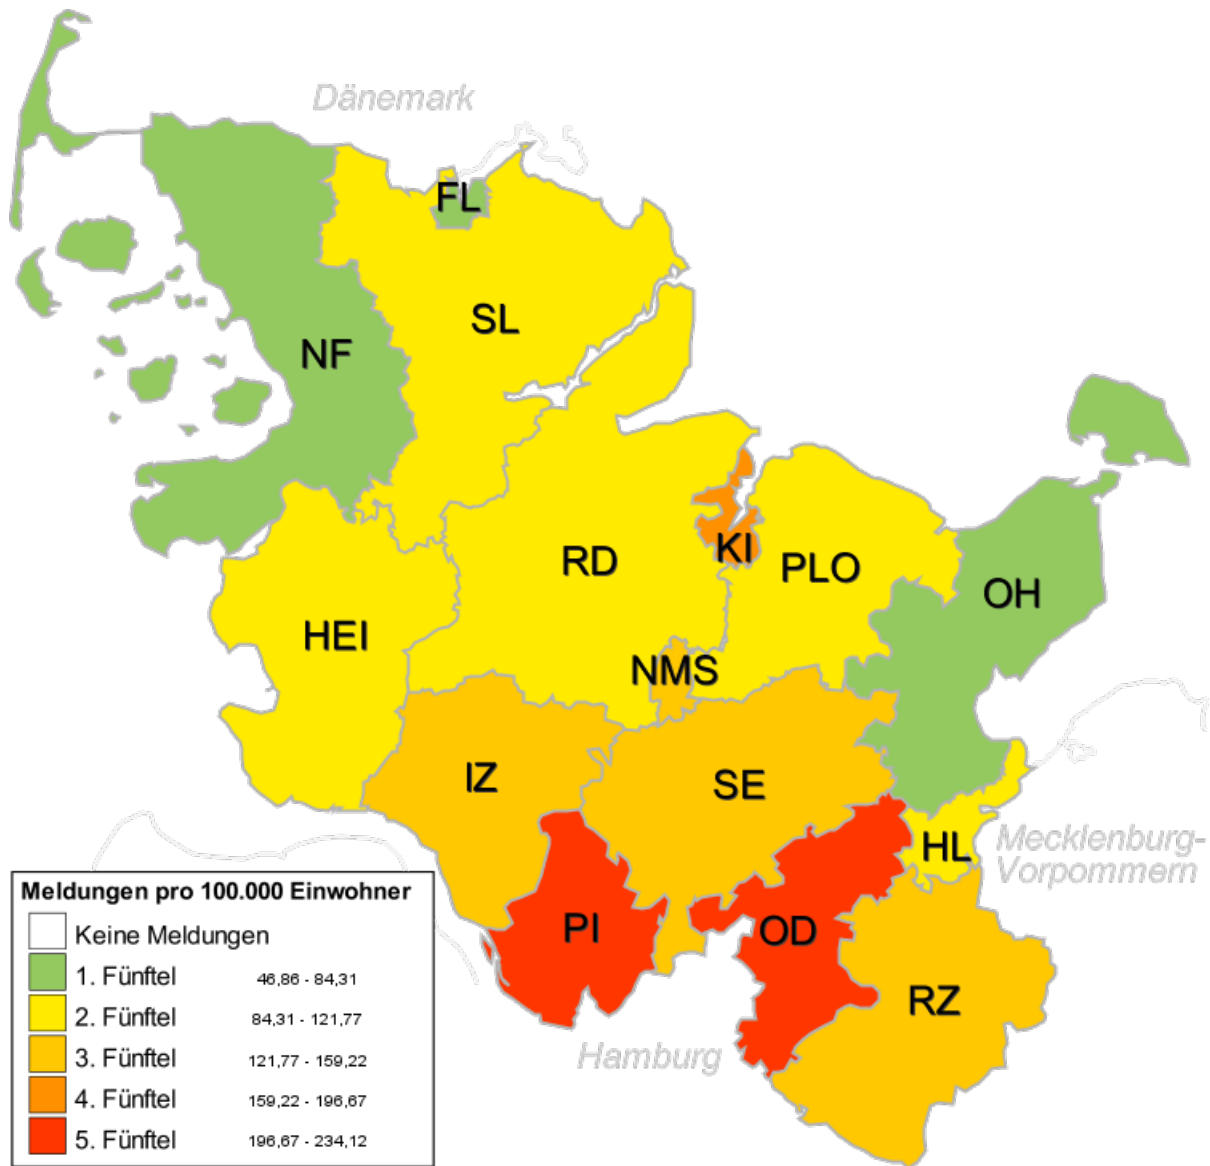 Dänemark
FL
SL
NF
KI
RD
PLO
OH
HEI
NMS
IZ
SE
HL
Mecklenburg-
Vorpommern
PI
OD
RZ
Hamburg
Meldungen pro 100.000 Einwohner
Keine Meldungen
1. Fünftel 46,86 - 84,31
2. Fünftel 84,31 - 121,77
3. Fünftel 121,77 - 159,22
4. Fünftel 159,22 - 196,67
5. Fünftel 196,67 - 234,12